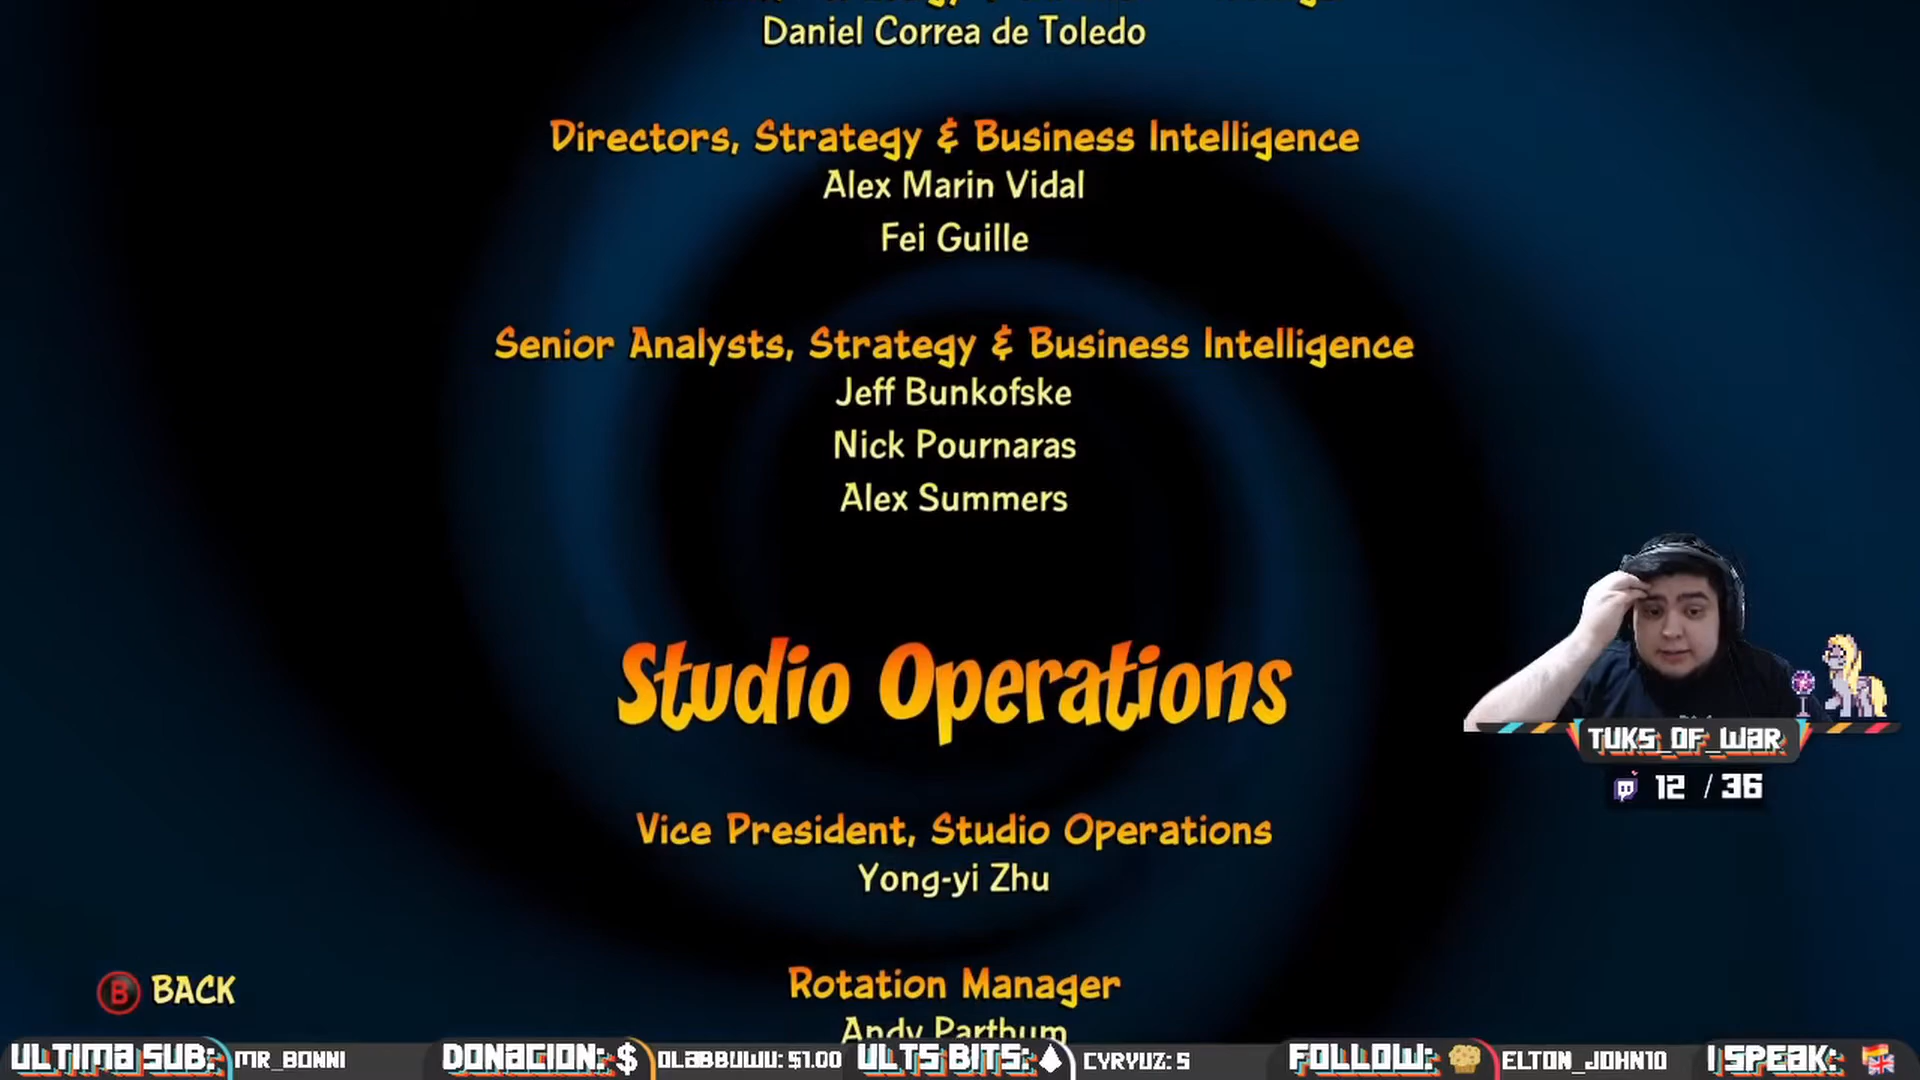 Daniel Correa de Toledo
Directors, Strategy & Business Intelligence
Alex Marin Vidal
Fei Guille
Senior Analysts, Strategy & Business Intelligence
Jeff Bunkofske
Nick Pournaras
Alex Summers
Studio Operations
Vice President, Studio Operations
Yong-yi Zhu
Rotation Manager
Andy Parthum
B BACK
TUKS_OF_WAR
12 / 36
ULTIMA SUB: MR_BONNI DONACION: $ OLABBUWU: $1.00 ULTS BITS: CYRYUZ: 5 FOLLOW: ELTON_JOHN10 I SPEAK: